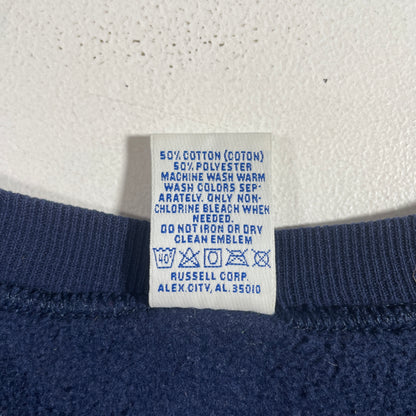 50% COTTON (COTON)
50% POLYESTER
MACHINE WASH WARM
WASH COLORS SEP-
ARATELY. ONLY NON-
CHLORINE BLEACH WHEN
NEEDED.
DO NOT IRON OR DRY
CLEAN EMBLEM
40°
RUSSELL CORP.
ALEX.CITY, AL. 35010